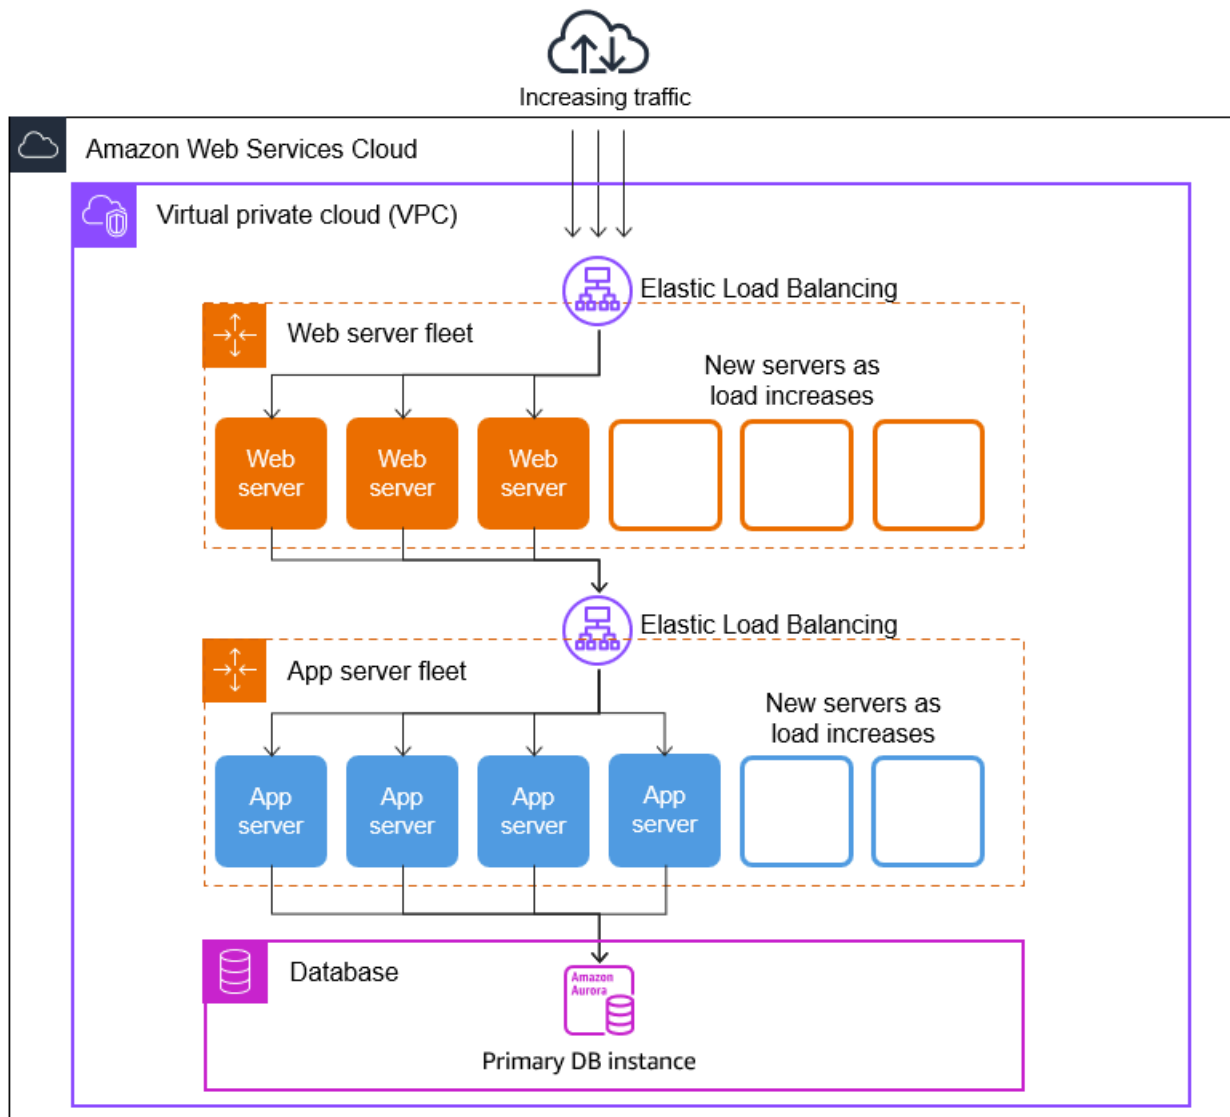 Increasing traffic
Amazon Web Services Cloud
Virtual private cloud (VPC)
Elastic Load Balancing
Web server fleet
New servers as
load increases
Web
server
Web
server
Web
server
Elastic Load Balancing
App server fleet
New servers as
load increases
App
server
App
server
App
server
App
server
Database
Amazon
Aurora
Primary DB instance